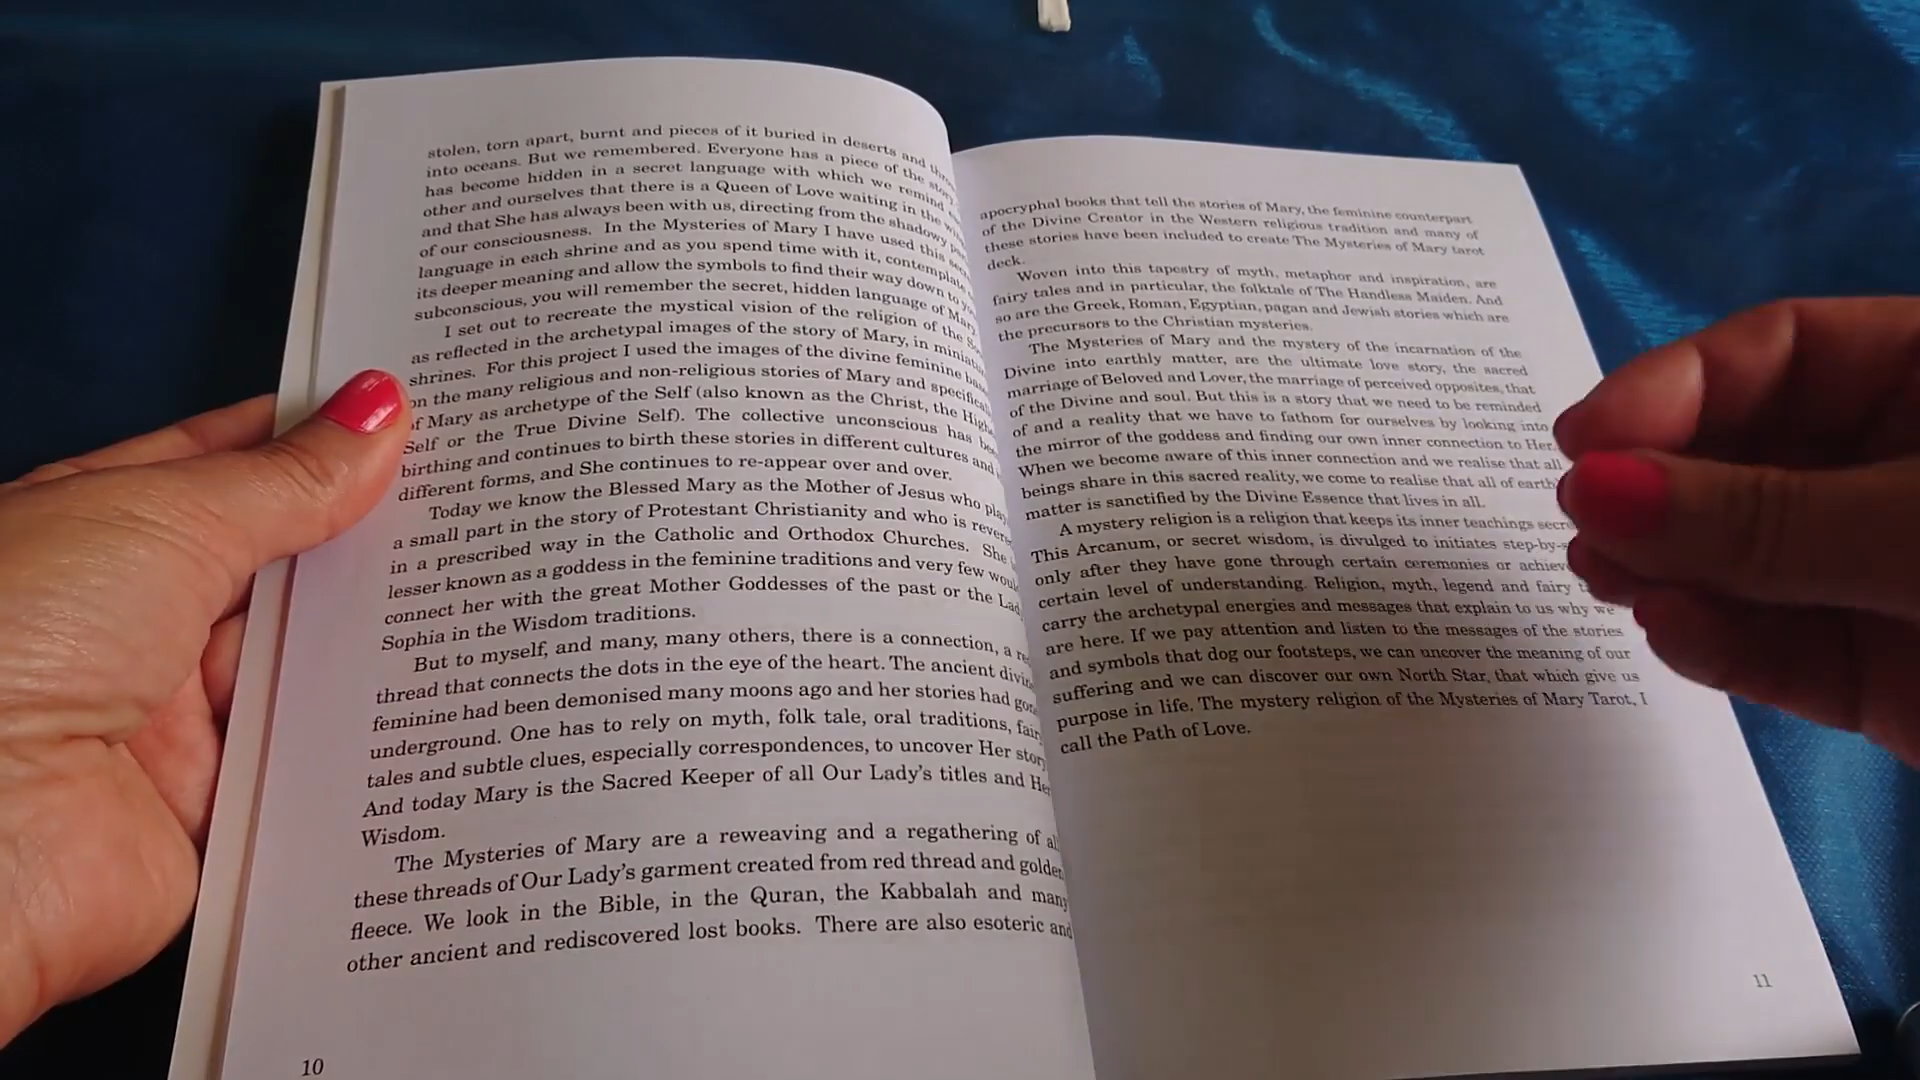 stolen, torn apart, burnt and pieces of it buried in deserts and
into oceans. But we remembered. Everyone has a piece of the
has become hidden in a secret language with which we remind
other and ourselves that there is a Queen of Love waiting in the
and that She has always been with us, directing from the shadowy
of our consciousness. In the Mysteries of Mary I have used this
language in each shrine and as you spend time with it, contemplate
its deeper meaning and allow the symbols to find their way down to
subconscious, you will remember the secret, hidden language of Mary
I set out to recreate the mystical vision of the religion of the
as reflected in the archetypal images of the story of Mary, in
shrines. For this project I used the images of the divine feminine
on the many religious and non-religious stories of Mary and
of Mary as archetype of the Self (also known as the Christ, the
Self or the True Divine Self). The collective unconscious has
birthing and continues to birth these stories in different cultures and
different forms, and She continues to re-appear over and over.
Today we know the Blessed Mary as the Mother of Jesus who
a small part in the story of Protestant Christianity and who is
in a prescribed way in the Catholic and Orthodox Churches. She
lesser known as a goddess in the feminine traditions and very few
connect her with the great Mother Goddesses of the past or the
Sophia in the Wisdom traditions.
But to myself, and many, many others, there is a connection, a
thread that connects the dots in the eye of the heart. The ancient
feminine had been demonised many moons ago and her stories had
underground. One has to rely on myth, folk tale, oral traditions,
tales and subtle clues, especially correspondences, to uncover Her
And today Mary is the Sacred Keeper of all Our Lady's titles and
Wisdom.
The Mysteries of Mary are a reweaving and a regathering of
these threads of Our Lady's garment created from red thread and
fleece. We look in the Bible, in the Quran, the Kabbalah and many
other ancient and rediscovered lost books. There are also esoteric and
10
apocryphal books that tell the stories of Mary, the feminine counterpart
of the Divine Creator in the Western religious tradition and many of
these stories have been included to create The Mysteries of Mary tarot
deck.
Woven into this tapestry of myth, metaphor and inspiration, are
fairy tales and in particular, the folktale of The Handless Maiden. And
so are the Greek, Roman, Egyptian, pagan and Jewish stories which are
the precursors to the Christian mysteries.
The Mysteries of Mary and the mystery of the incarnation of the
Divine into earthly matter, are the ultimate love story, the sacred
marriage of Beloved and Lover, the marriage of perceived opposites, that
of the Divine and soul. But this is a story that we need to be reminded
of and a reality that we have to fathom for ourselves by looking into
the mirror of the goddess and finding our own inner connection to Her.
When we become aware of this inner connection and we realise that all
beings share in this sacred reality, we come to realise that all of
matter is sanctified by the Divine Essence that lives in all.
A mystery religion is a religion that keeps its inner teachings
This Arcanum, or secret wisdom, is divulged to initiates
only after they have gone through certain ceremonies or
certain level of understanding. Religion, myth, legend and fairy
carry the archetypal energies and messages that explain to us why we
are here. If we pay attention and listen to the messages of the stories
and symbols that dog our footsteps, we can uncover the meaning of our
suffering and we can discover our own North Star, that which give us
purpose in life. The mystery religion of the Mysteries of Mary Tarot, I
call the Path of Love.
11